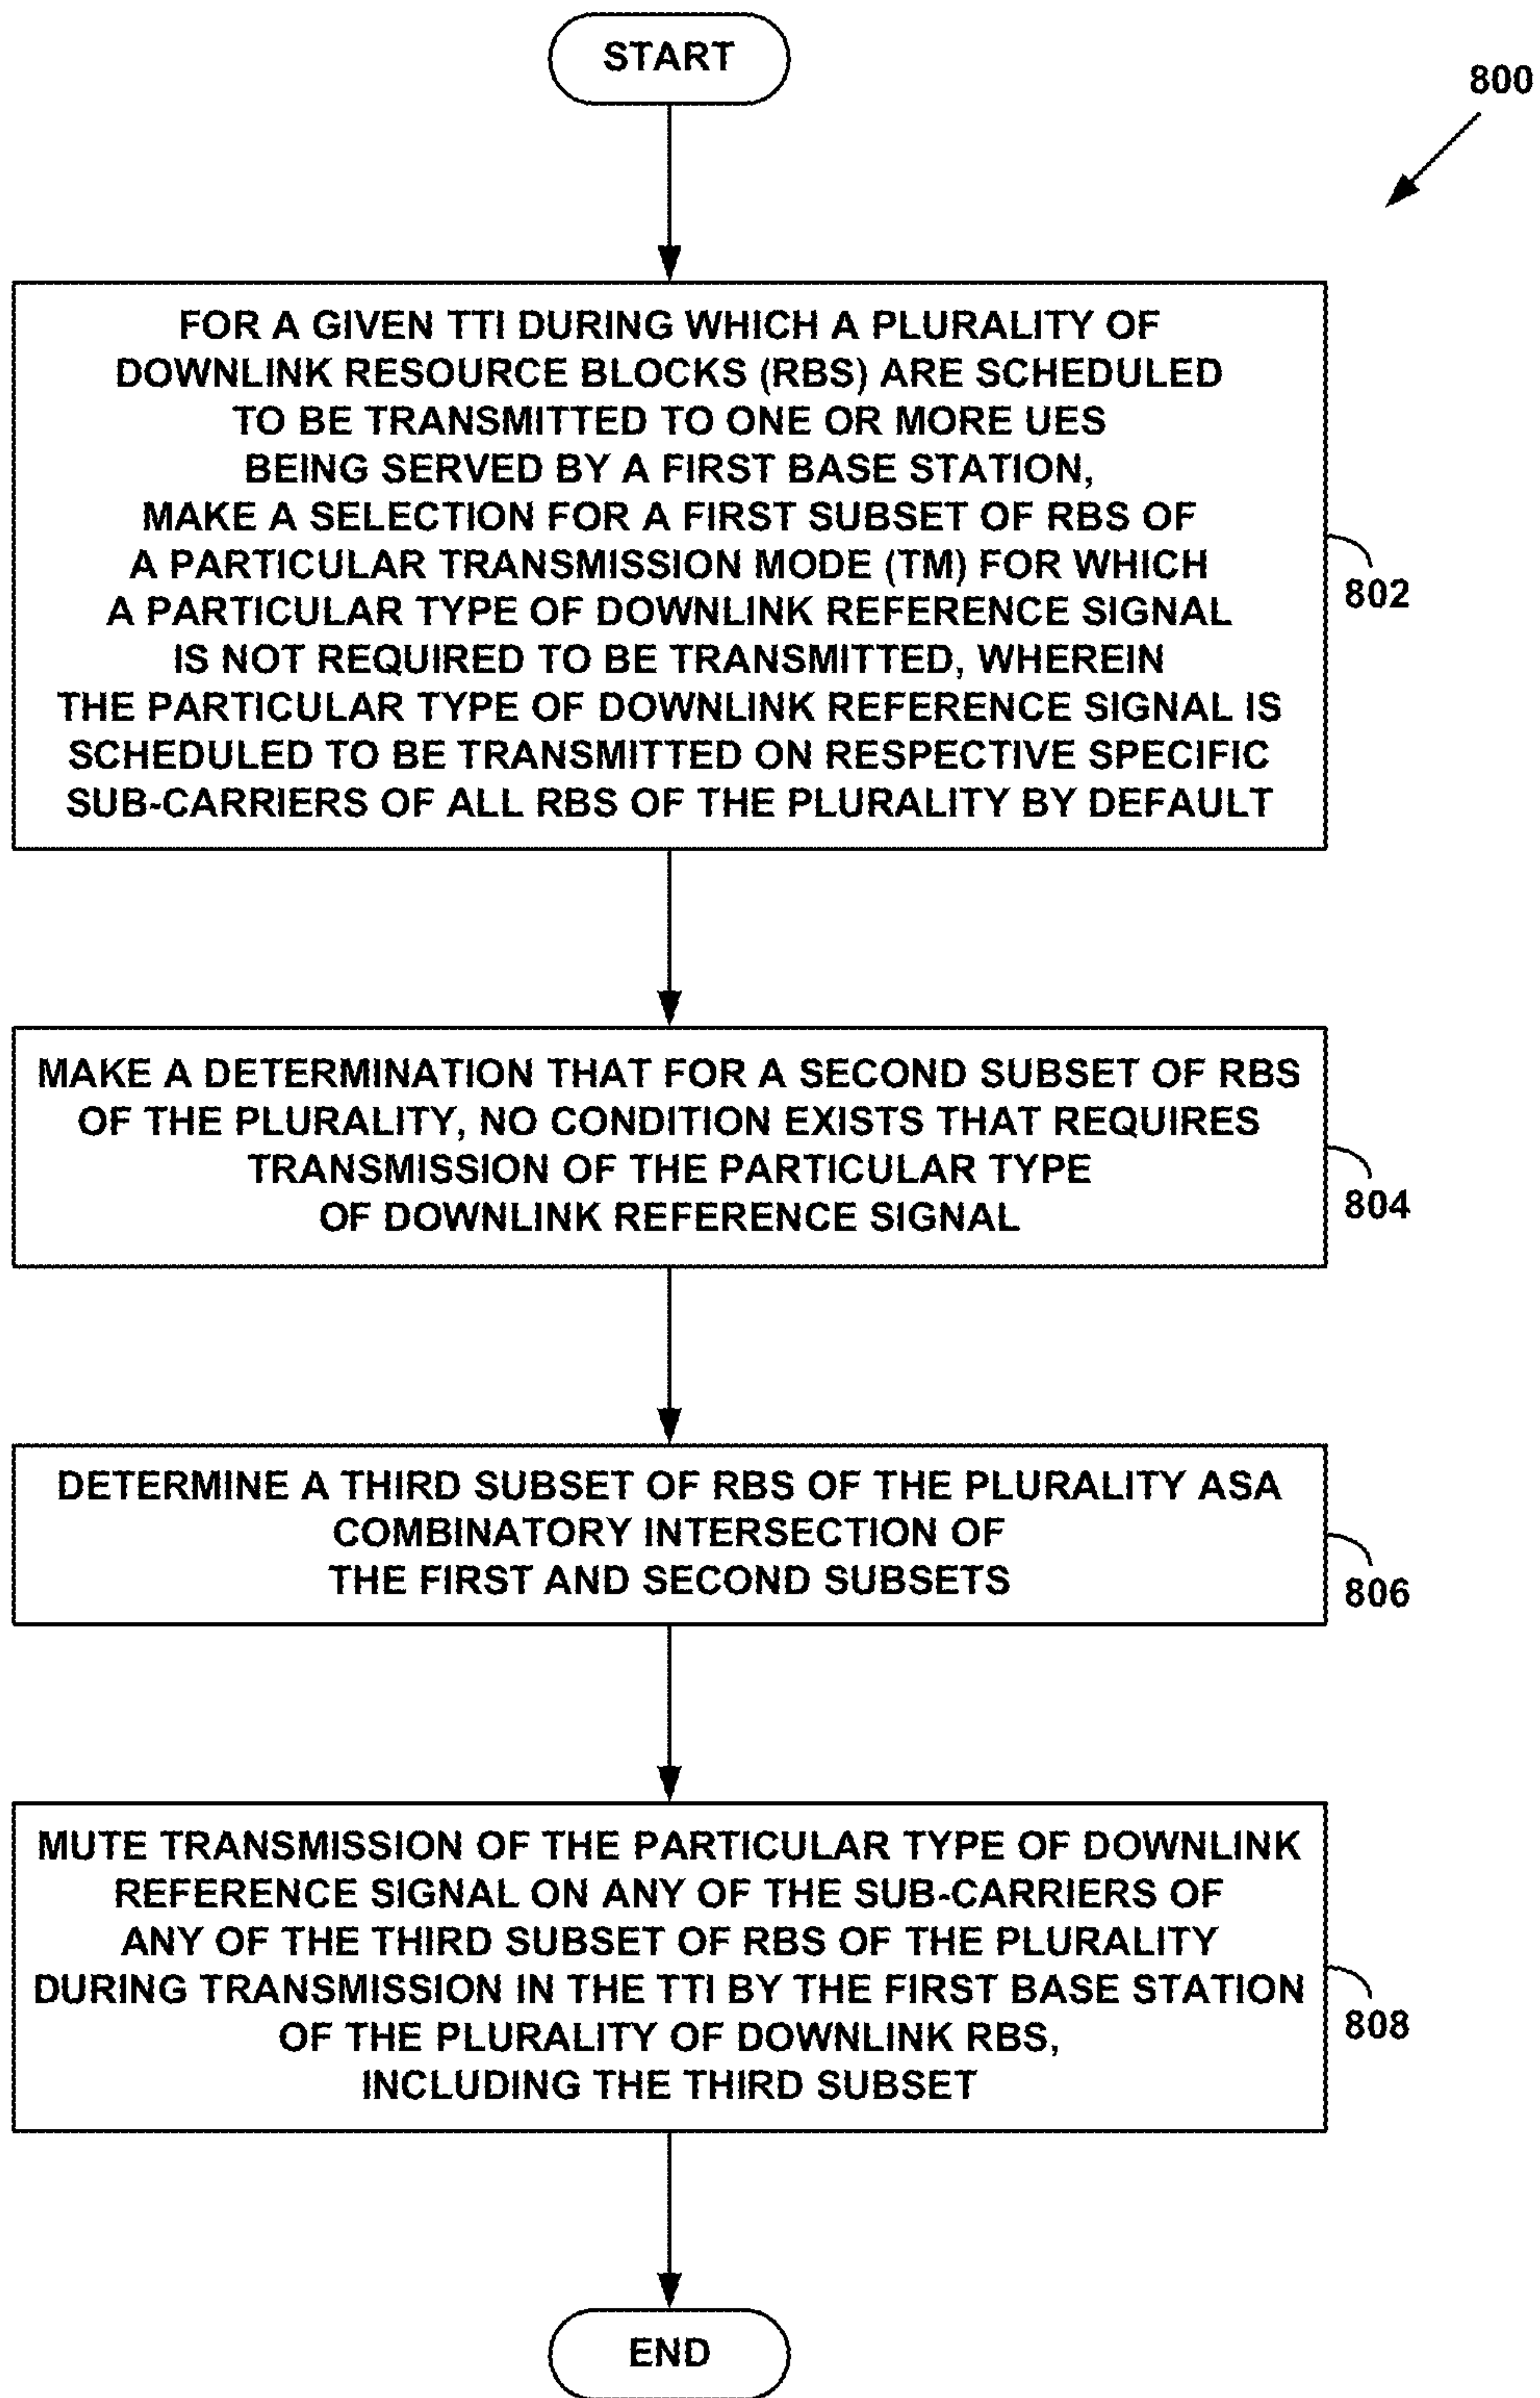 START
800
FOR A GIVEN TTI DURING WHICH A PLURALITY OF
DOWNLINK RESOURCE BLOCKS (RBS) ARE SCHEDULED
TO BE TRANSMITTED TO ONE OR MORE UES
BEING SERVED BY A FIRST BASE STATION,
MAKE A SELECTION FOR A FIRST SUBSET OF RBS OF
A PARTICULAR TRANSMISSION MODE (TM) FOR WHICH
A PARTICULAR TYPE OF DOWNLINK REFERENCE SIGNAL
IS NOT REQUIRED TO BE TRANSMITTED, WHEREIN
THE PARTICULAR TYPE OF DOWNLINK REFERENCE SIGNAL IS
SCHEDULED TO BE TRANSMITTED ON RESPECTIVE SPECIFIC
SUB-CARRIERS OF ALL RBS OF THE PLURALITY BY DEFAULT
802
MAKE A DETERMINATION THAT FOR A SECOND SUBSET OF RBS
OF THE PLURALITY, NO CONDITION EXISTS THAT REQUIRES
TRANSMISSION OF THE PARTICULAR TYPE
OF DOWNLINK REFERENCE SIGNAL
804
DETERMINE A THIRD SUBSET OF RBS OF THE PLURALITY ASA
COMBINATORY INTERSECTION OF
THE FIRST AND SECOND SUBSETS
806
MUTE TRANSMISSION OF THE PARTICULAR TYPE OF DOWNLINK
REFERENCE SIGNAL ON ANY OF THE SUB-CARRIERS OF
ANY OF THE THIRD SUBSET OF RBS OF THE PLURALITY
DURING TRANSMISSION IN THE TTI BY THE FIRST BASE STATION
OF THE PLURALITY OF DOWNLINK RBS,
INCLUDING THE THIRD SUBSET
808
END